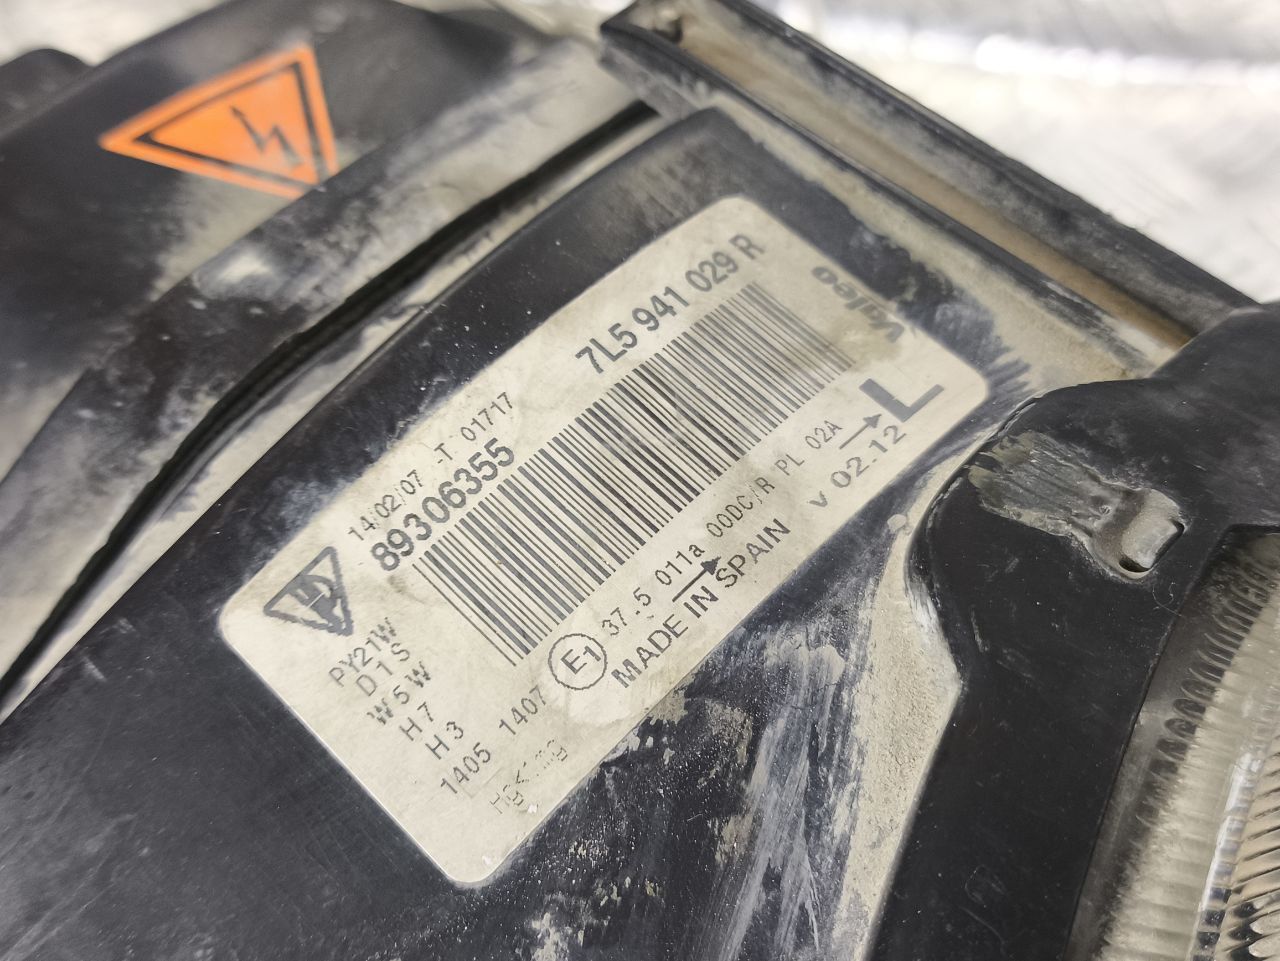 7L5 941 029 R
Valeo
14/02/07 -T 01717
89306355
L
PY21W
D1S
W5W
H7
H3
1405 1407
E1
37.5 011a 00DC/R PL 02A
MADE IN SPAIN
V 02.12